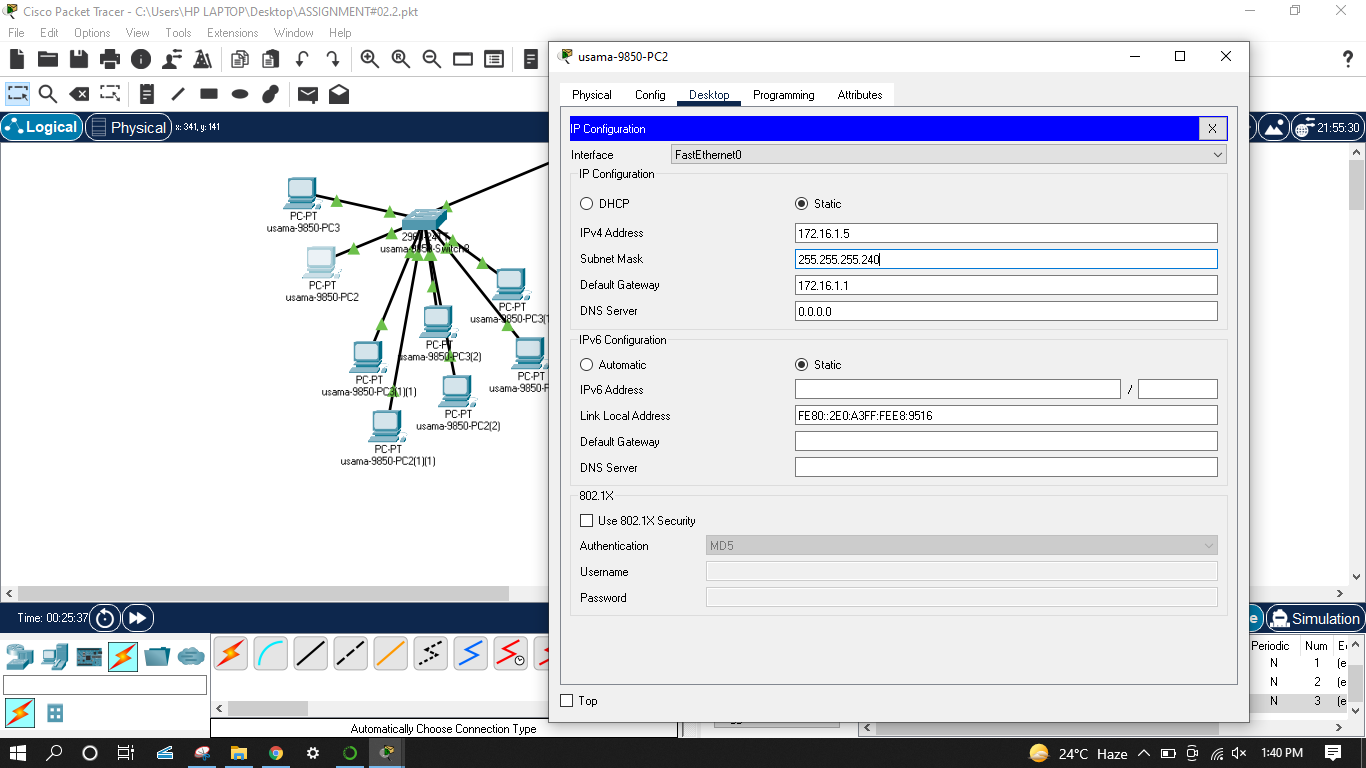 Cisco Packet Tracer - C:\Users\HP LAPTOP\Desktop\ASSIGNMENT#02.2.pkt
File Edit Options View Tools Extensions Window Help
Logical
Physical
x: 341, y: 141
21:55:30
PC-PT
usama-9850-PC3
PC-PT
usama-9850-PC2
usama-9850-Switch
PC-PT
usama-9850-PC3(1
PC-PT
usama-9850-PC3(2)
PC-PT
PC-PT
usama-9850-PC3(1)(1)
PC-PT
usama-9850-PC2(2)
PC-PT
usama-9850-PC2(1)(1)
usama-9850-PC2
Physical Config Desktop Programming Attributes
IP Configuration
X
Interface FastEthernet0
IP Configuration
DHCP Static
IPv4 Address 172.16.1.5
Subnet Mask 255.255.255.240
Default Gateway 172.16.1.1
DNS Server 0.0.0.0
IPv6 Configuration
Automatic Static
IPv6 Address /
Link Local Address FE80::2E0:A3FF:FEE8:9516
Default Gateway
DNS Server
802.1X
Use 802.1X Security
Authentication MD5
Username
Password
Top
Time: 00:25:37
Simulation
Periodic Num
N 1 (e
N 2 (e
N 3 (e
Automatically Choose Connection Type
24°C Haze
1:40 PM